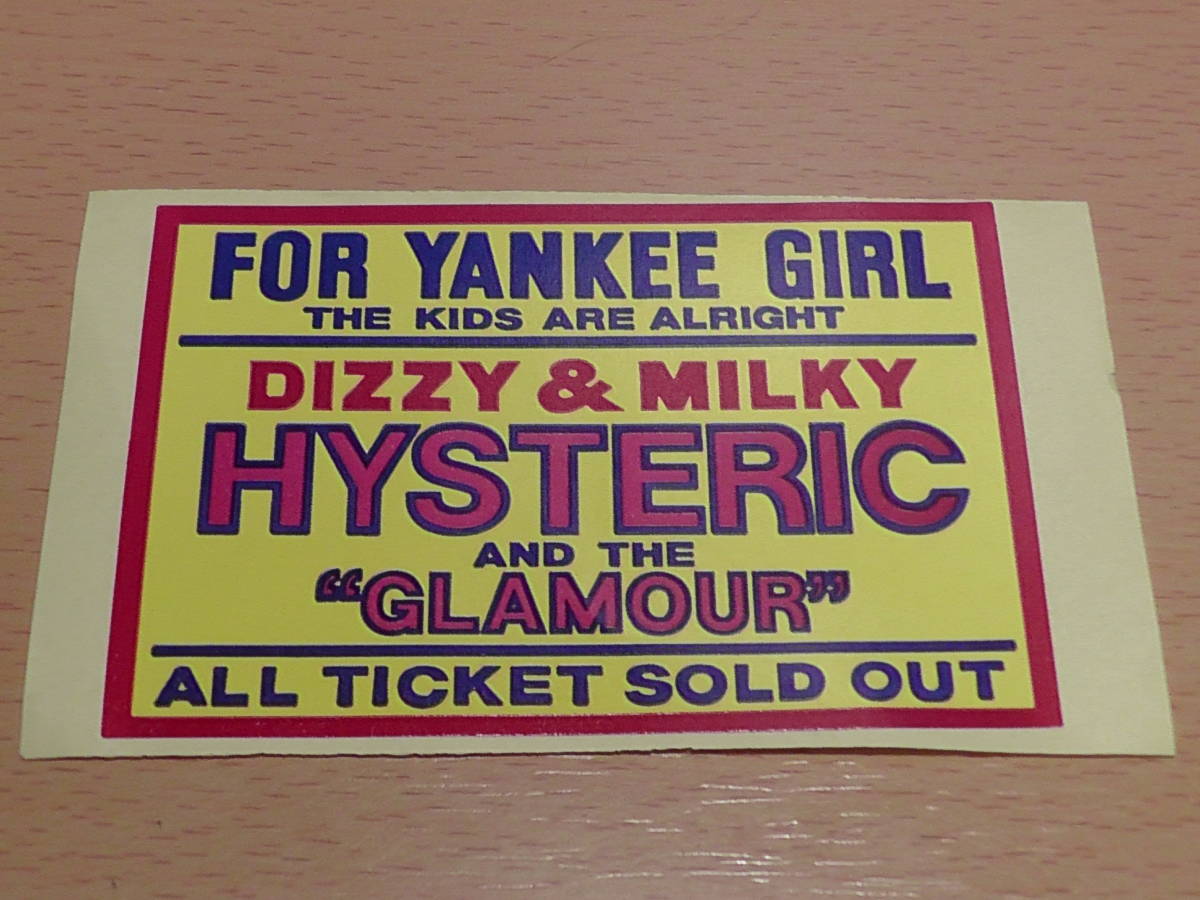 FOR YANKEE GIRL
THE KIDS ARE ALRIGHT
DIZZY & MILKY
HYSTERIC
AND THE
“GLAMOUR”
ALL TICKET SOLD OUT